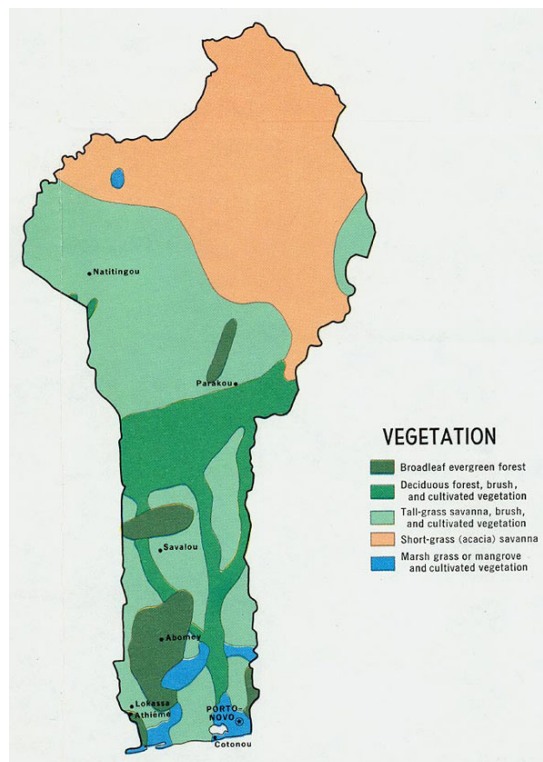 Natitingou
Parakou
VEGETATION
Broadleaf evergreen forest
Deciduous forest, brush,
and cultivated vegetation
Tall-grass savanna, brush,
and cultivated vegetation
Short-grass (acacia) savanna
Marsh grass or mangrove
and cultivated vegetation
Savalou
Abomey
Lokossa
Athiémé
PORTO-
NOVO
Cotonou